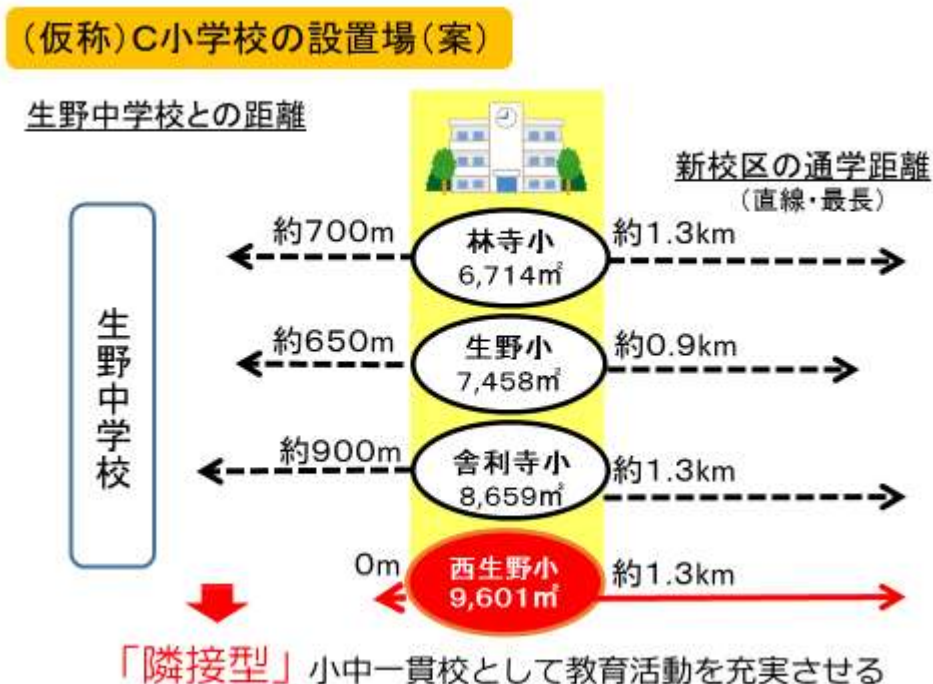 (仮称)C小学校の設置場(案)
生野中学校との距離
新校区の通学距離
(直線・最長)
生野中学校
約700m
林寺小
6,714㎡
約1.3km
約650m
生野小
7,458㎡
約0.9km
約900m
舎利寺小
8,659㎡
約1.3km
0m
西生野小
9,601㎡
約1.3km
「隣接型」小中一貫校として教育活動を充実させる